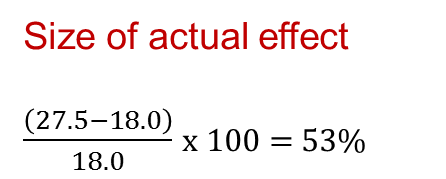 Size of actual effect
(27.5−18.0)
18.0
x 100 = 53%